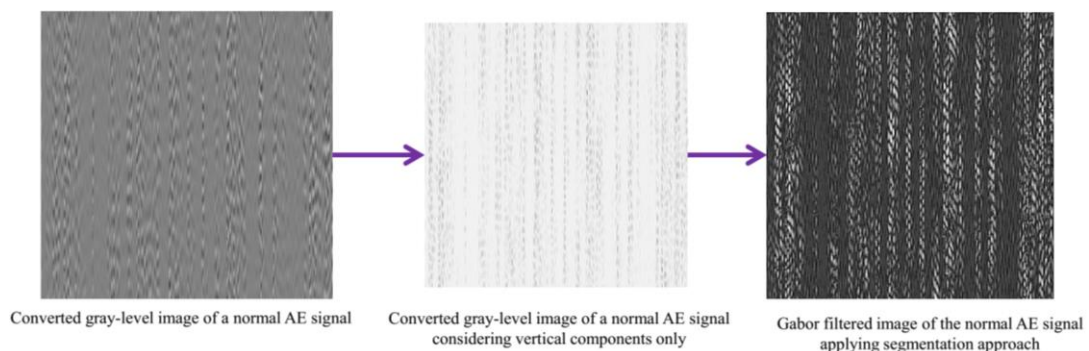 Converted gray-level image of a normal AE signal
Converted gray-level image of a normal AE signal
considering vertical components only
Gabor filtered image of the normal AE signal
applying segmentation approach